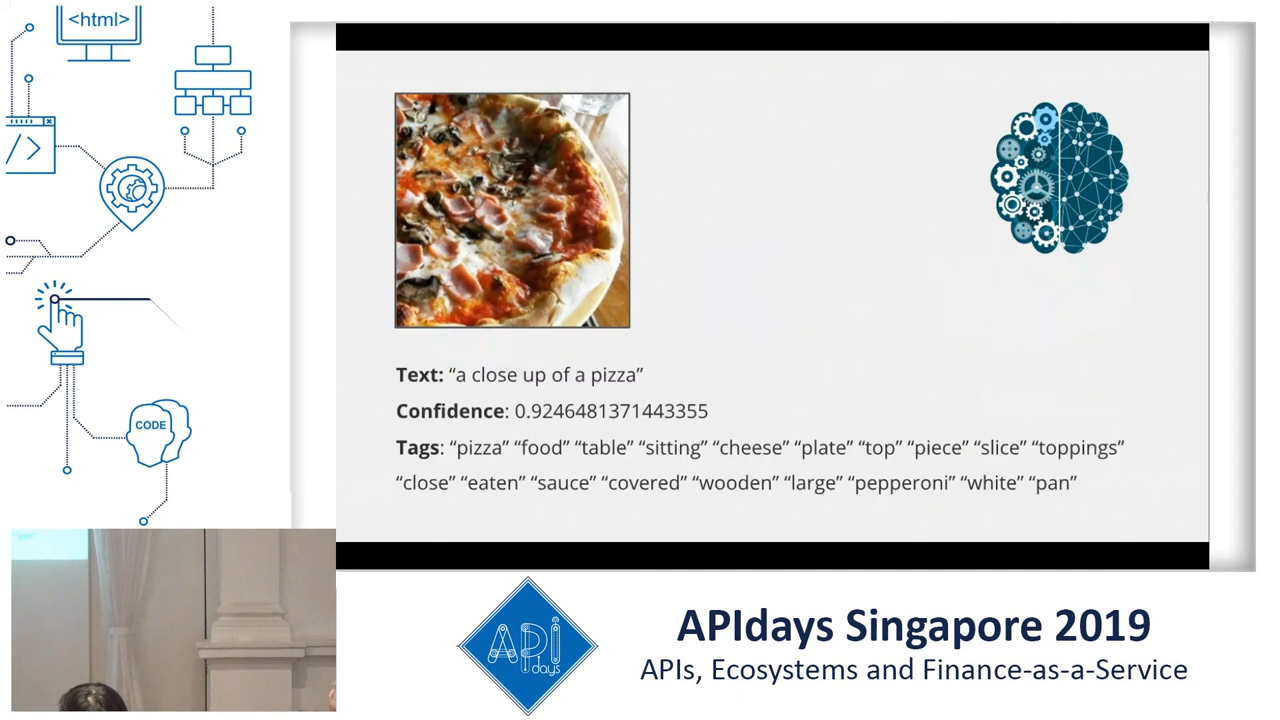 <html>
</>
CODE
Text: “a close up of a pizza”
Confidence: 0.9246481371443355
Tags: “pizza” “food” “table” “sitting” “cheese” “plate” “top” “piece” “slice” “toppings”
“close” “eaten” “sauce” “covered” “wooden” “large” “pepperoni” “white” “pan”
API
days
APIdays Singapore 2019
APIs, Ecosystems and Finance-as-a-Service